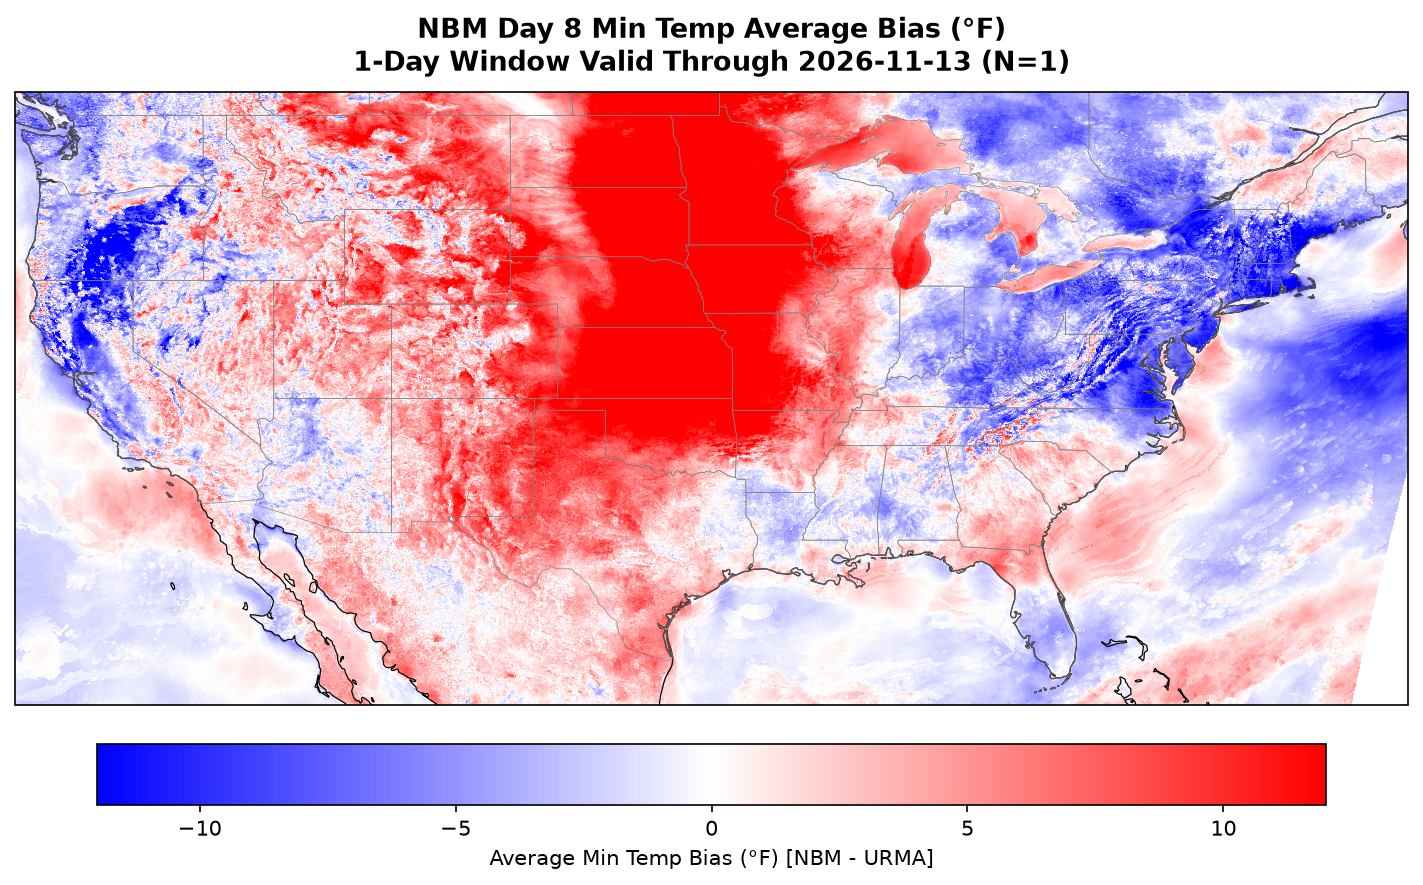 NBM Day 8 Min Temp Average Bias (°F)
1-Day Window Valid Through 2026-11-13 (N=1)
−10 −5 0 5 10
Average Min Temp Bias (°F) [NBM - URMA]